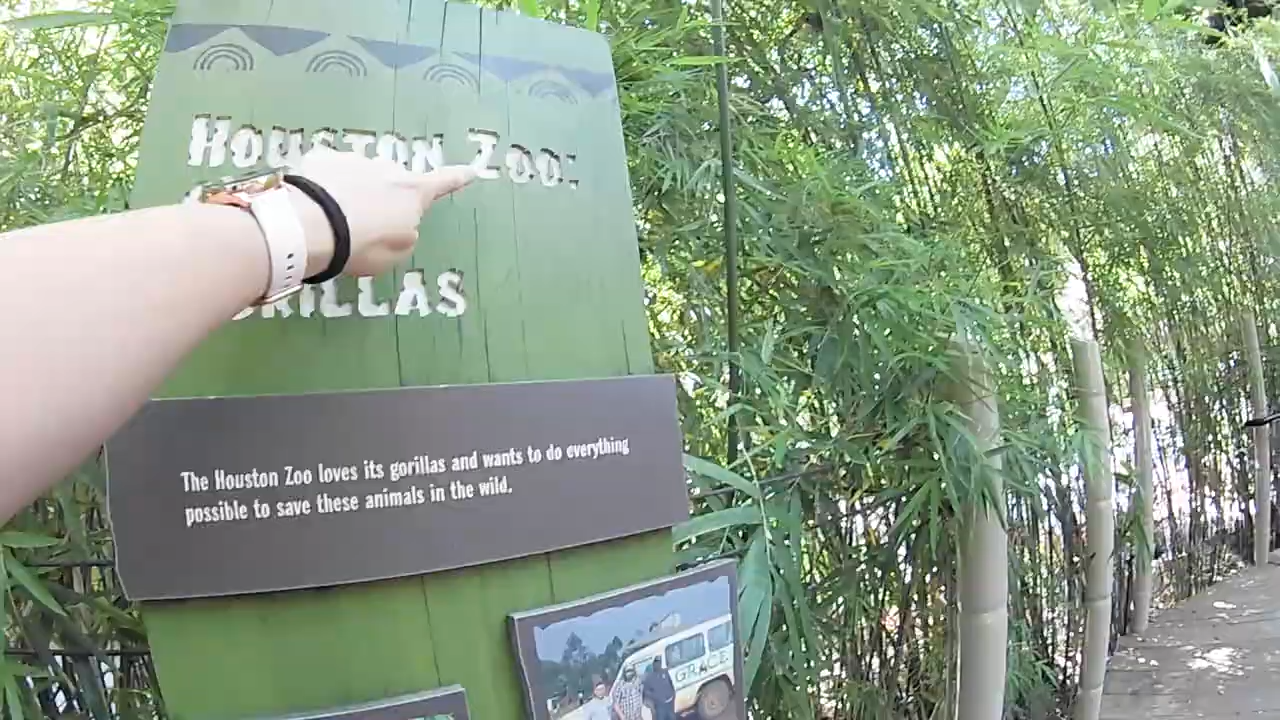 Houston Zoo:
The Houston Zoo loves its gorillas and wants to do everything
possible to save these animals in the wild.
GRACE